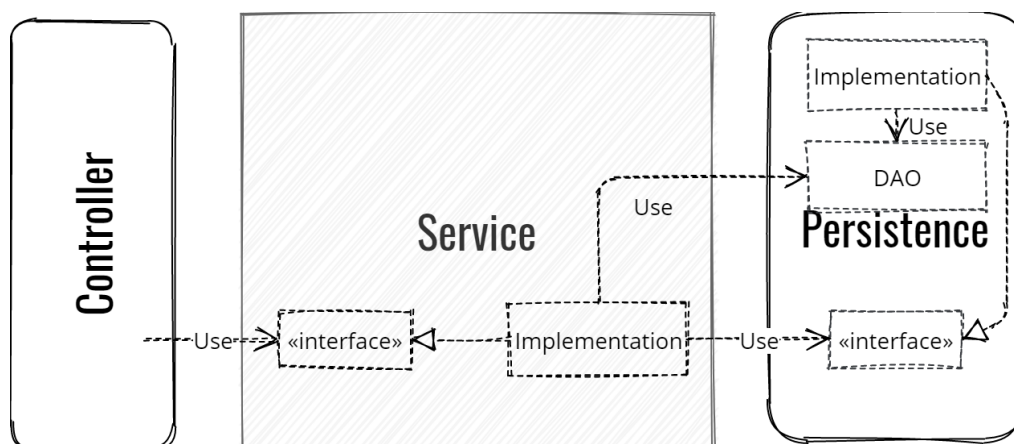 Controller
Use
Service
«interface»
Implementation
Use
Use
Persistence
Implementation
Use
DAO
«interface»